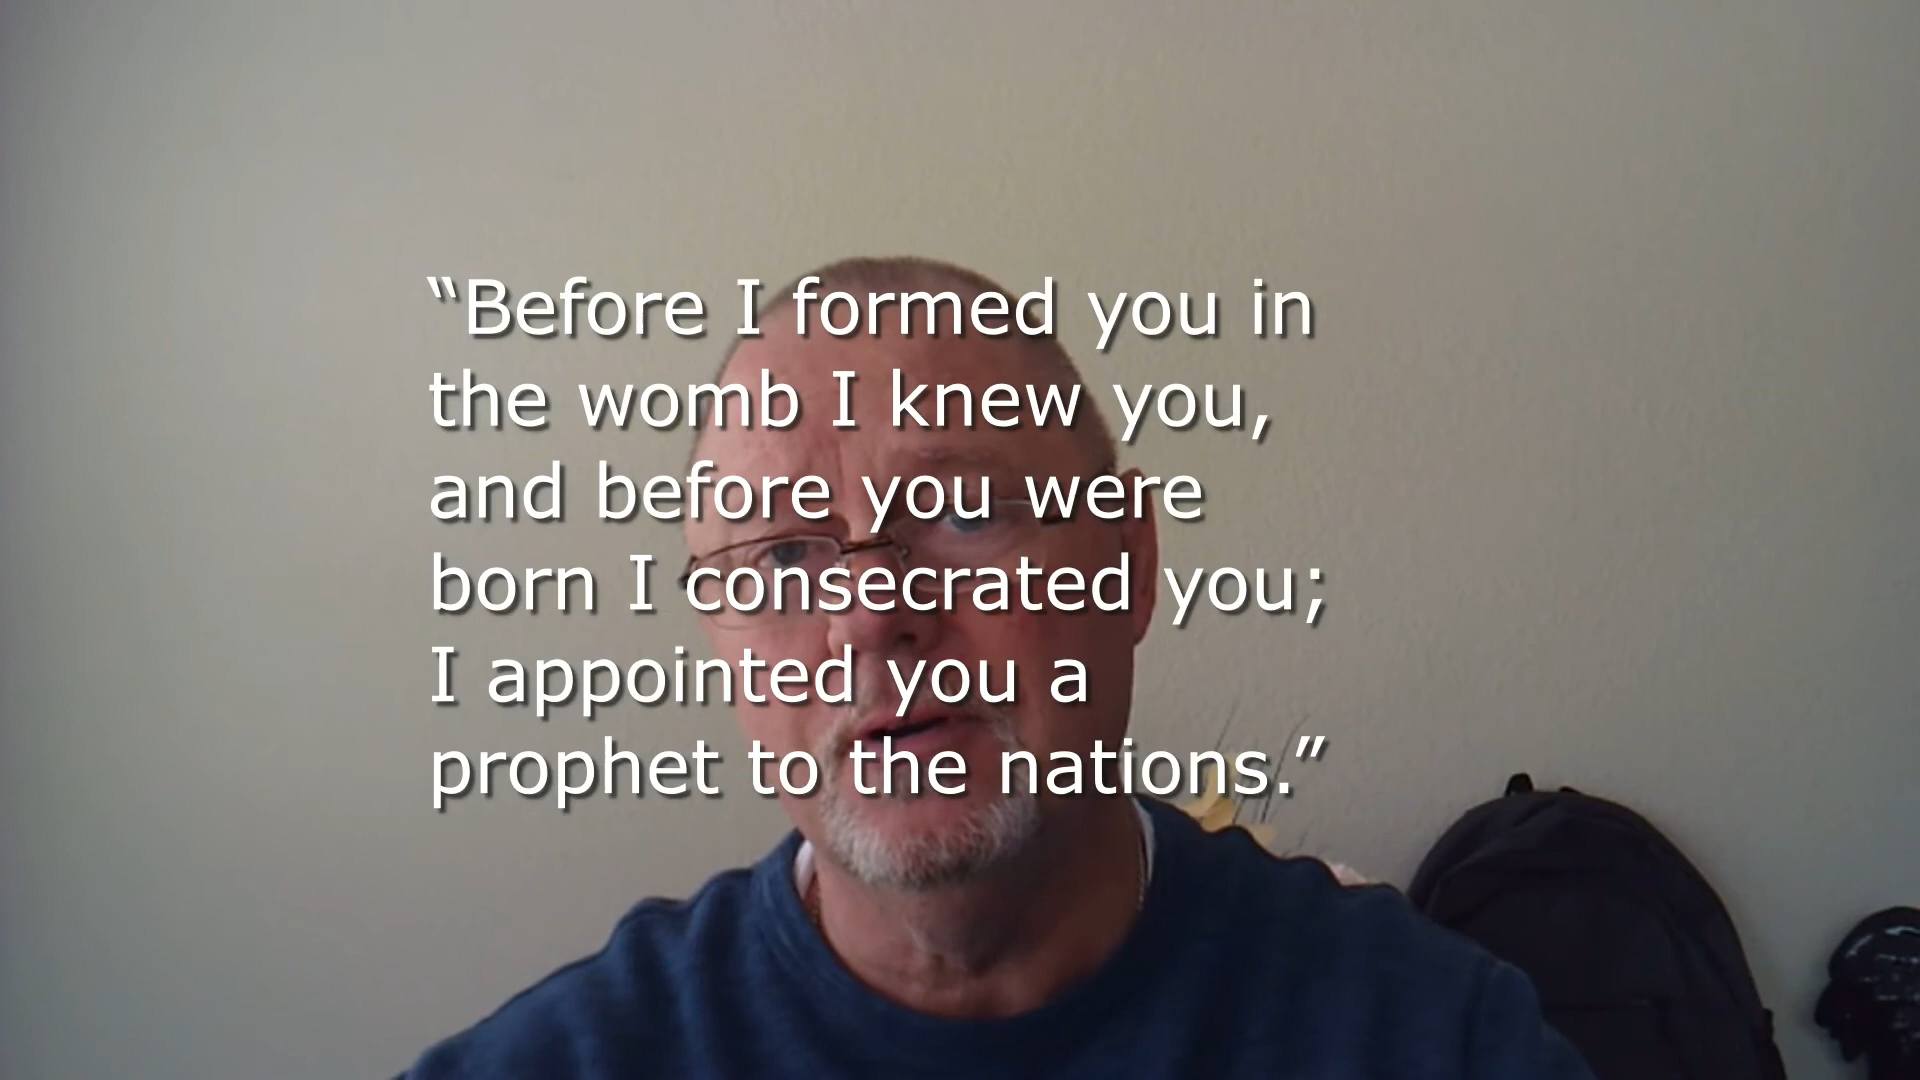 “Before I formed you in
the womb I knew you,
and before you were
born I consecrated you;
I appointed you a
prophet to the nations.”